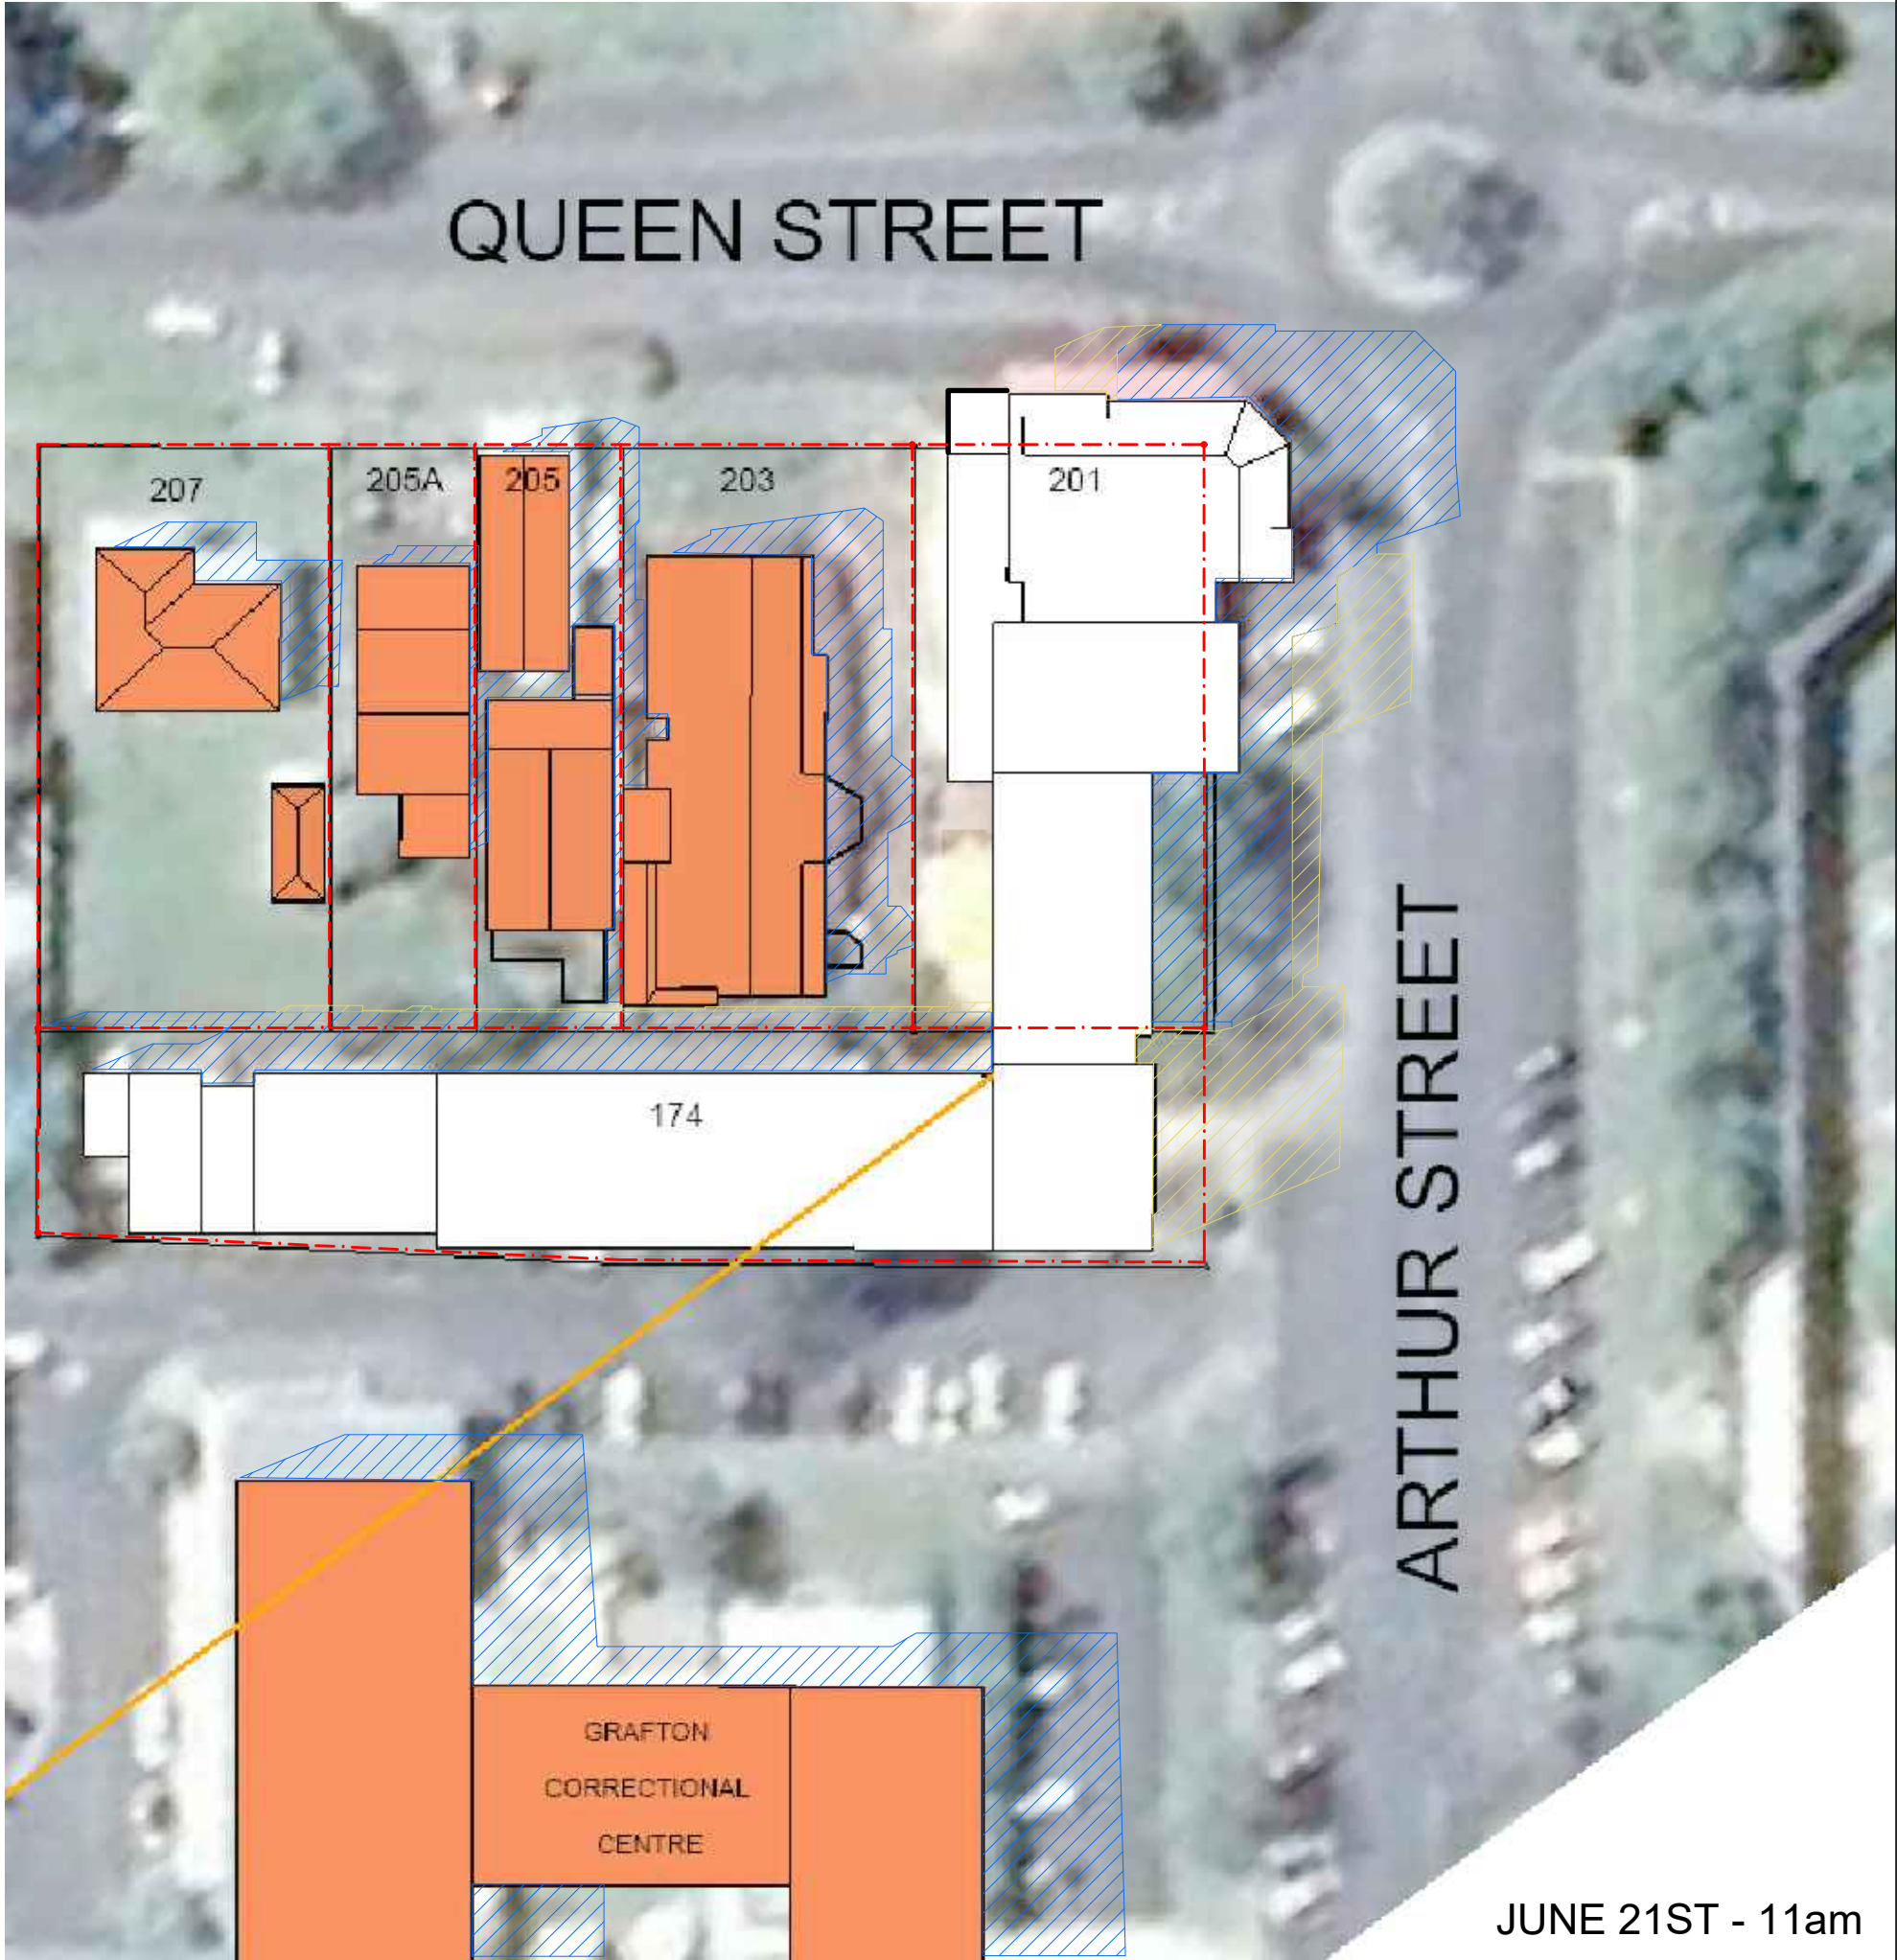 QUEEN STREET
207
205A
205
203
201
174
ARTHUR STREET
GRAFTON
CORRECTIONAL
CENTRE
JUNE 21ST - 11am